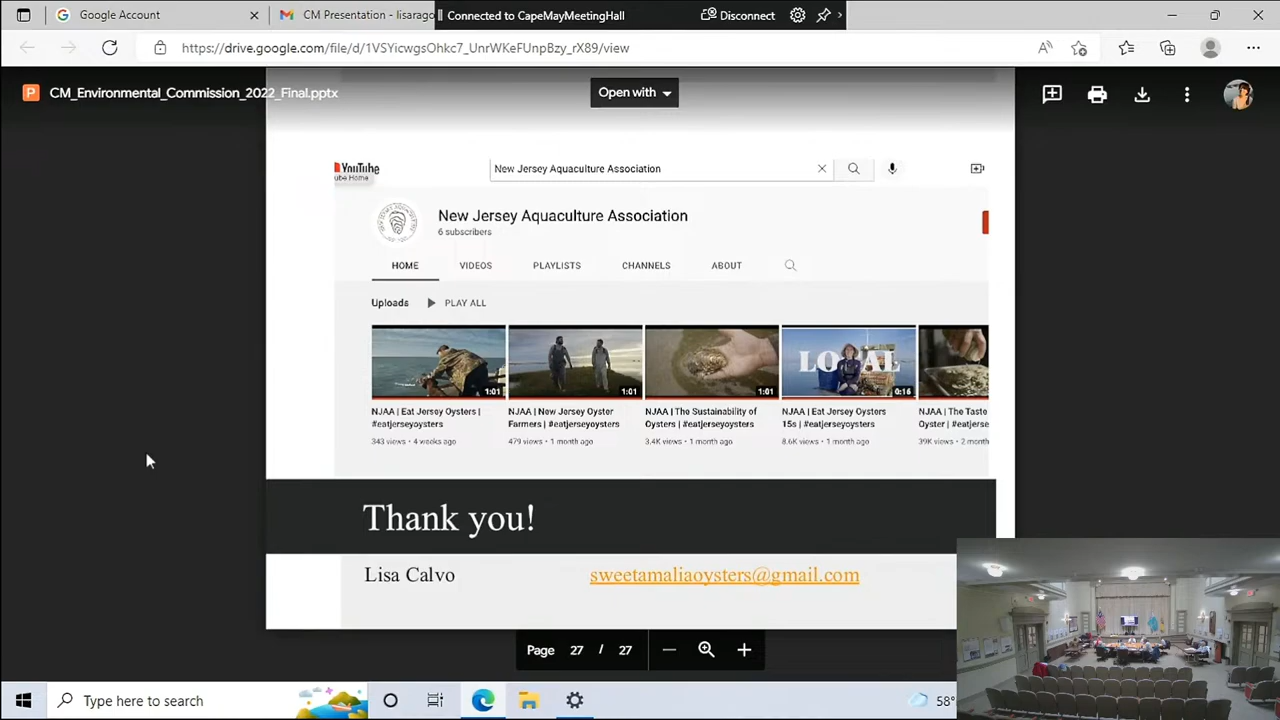 Google Account
CM Presentation - lisarago
Connected to CapeMayMeetingHall
Disconnect
https://drive.google.com/file/d/1VSYicwgsOhkc7_UnrWKeFUnpBzy_rX89/view
CM_Environmental_Commission_2022_Final.pptx
Open with
YouTube
ube Home
New Jersey Aquaculture Association
New Jersey Aquaculture Association
6 subscribers
HOME VIDEOS PLAYLISTS CHANNELS ABOUT
Uploads PLAY ALL
LOCAL
1:01 1:01 1:01 0:16
NJAA | Eat Jersey Oysters |
#eatjerseyoysters
343 views • 4 weeks ago
NJAA | New Jersey Oyster
Farmers | #eatjerseyoysters
479 views • 1 month ago
NJAA | The Sustainability of
Oysters | #eatjerseyoysters
3.4K views • 1 month ago
NJAA | Eat Jersey Oysters
15s | #eatjerseyoysters
8.6K views • 1 month ago
NJAA | The Taste
Oyster | #eatjerse
39K views • 2 month
Thank you!
Lisa Calvo sweetamaliaoysters@gmail.com
Page 27 / 27
Type here to search
58°